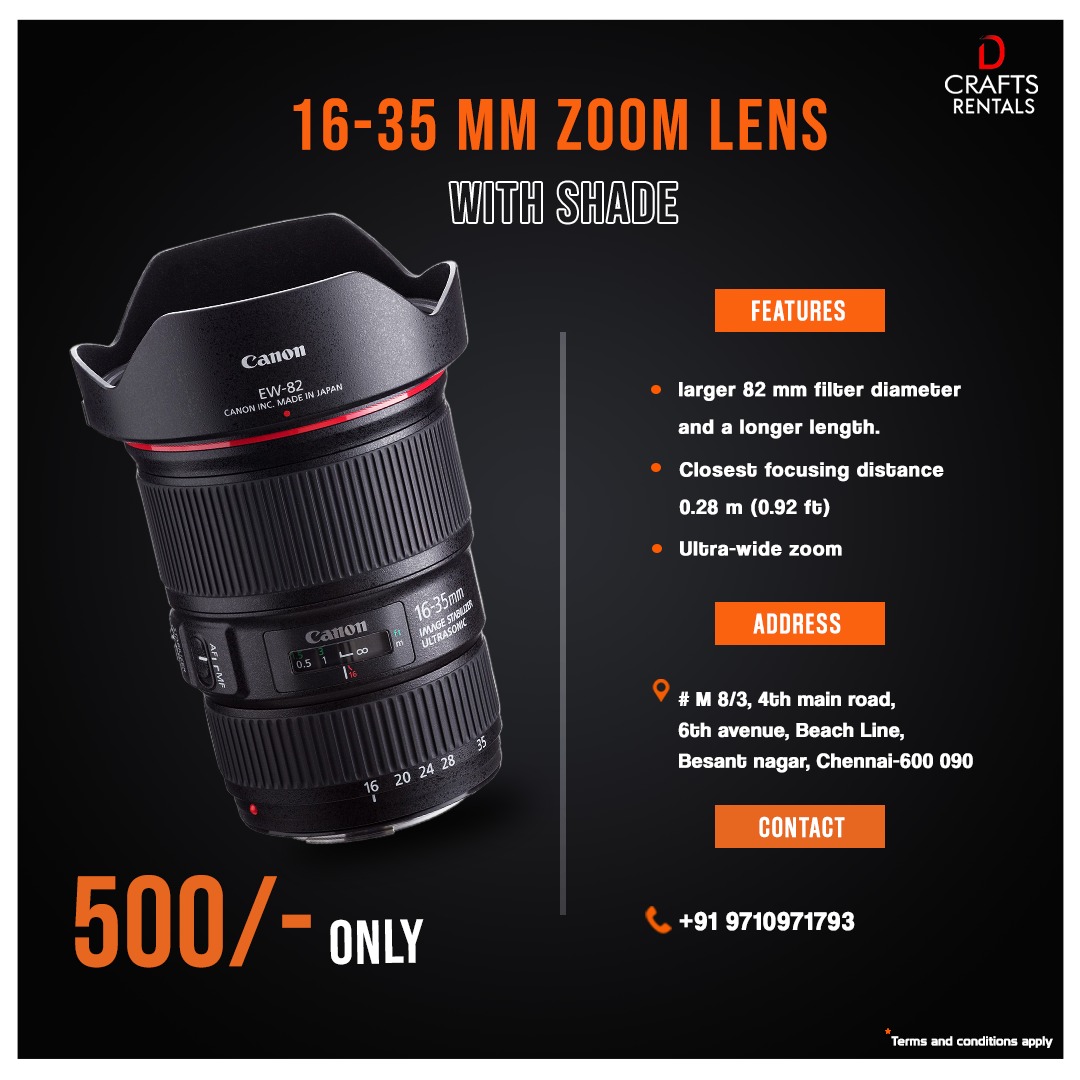 D
CRAFTS
RENTALS
16-35 MM ZOOM LENS
WITH SHADE
Canon
EW-82
CANON INC. MADE IN JAPAN
16-35mm
IMAGE STABILIZER
ULTRASONIC
Canon
ft
m
0.5 1 ∞
16
AF MF
16 20 24 28 35
500/- ONLY
FEATURES
larger 82 mm filter diameter
and a longer length.
Closest focusing distance
0.28 m (0.92 ft)
Ultra-wide zoom
ADDRESS
# M 8/3, 4th main road,
6th avenue, Beach Line,
Besant nagar, Chennai-600 090
CONTACT
+91 9710971793
*Terms and conditions apply